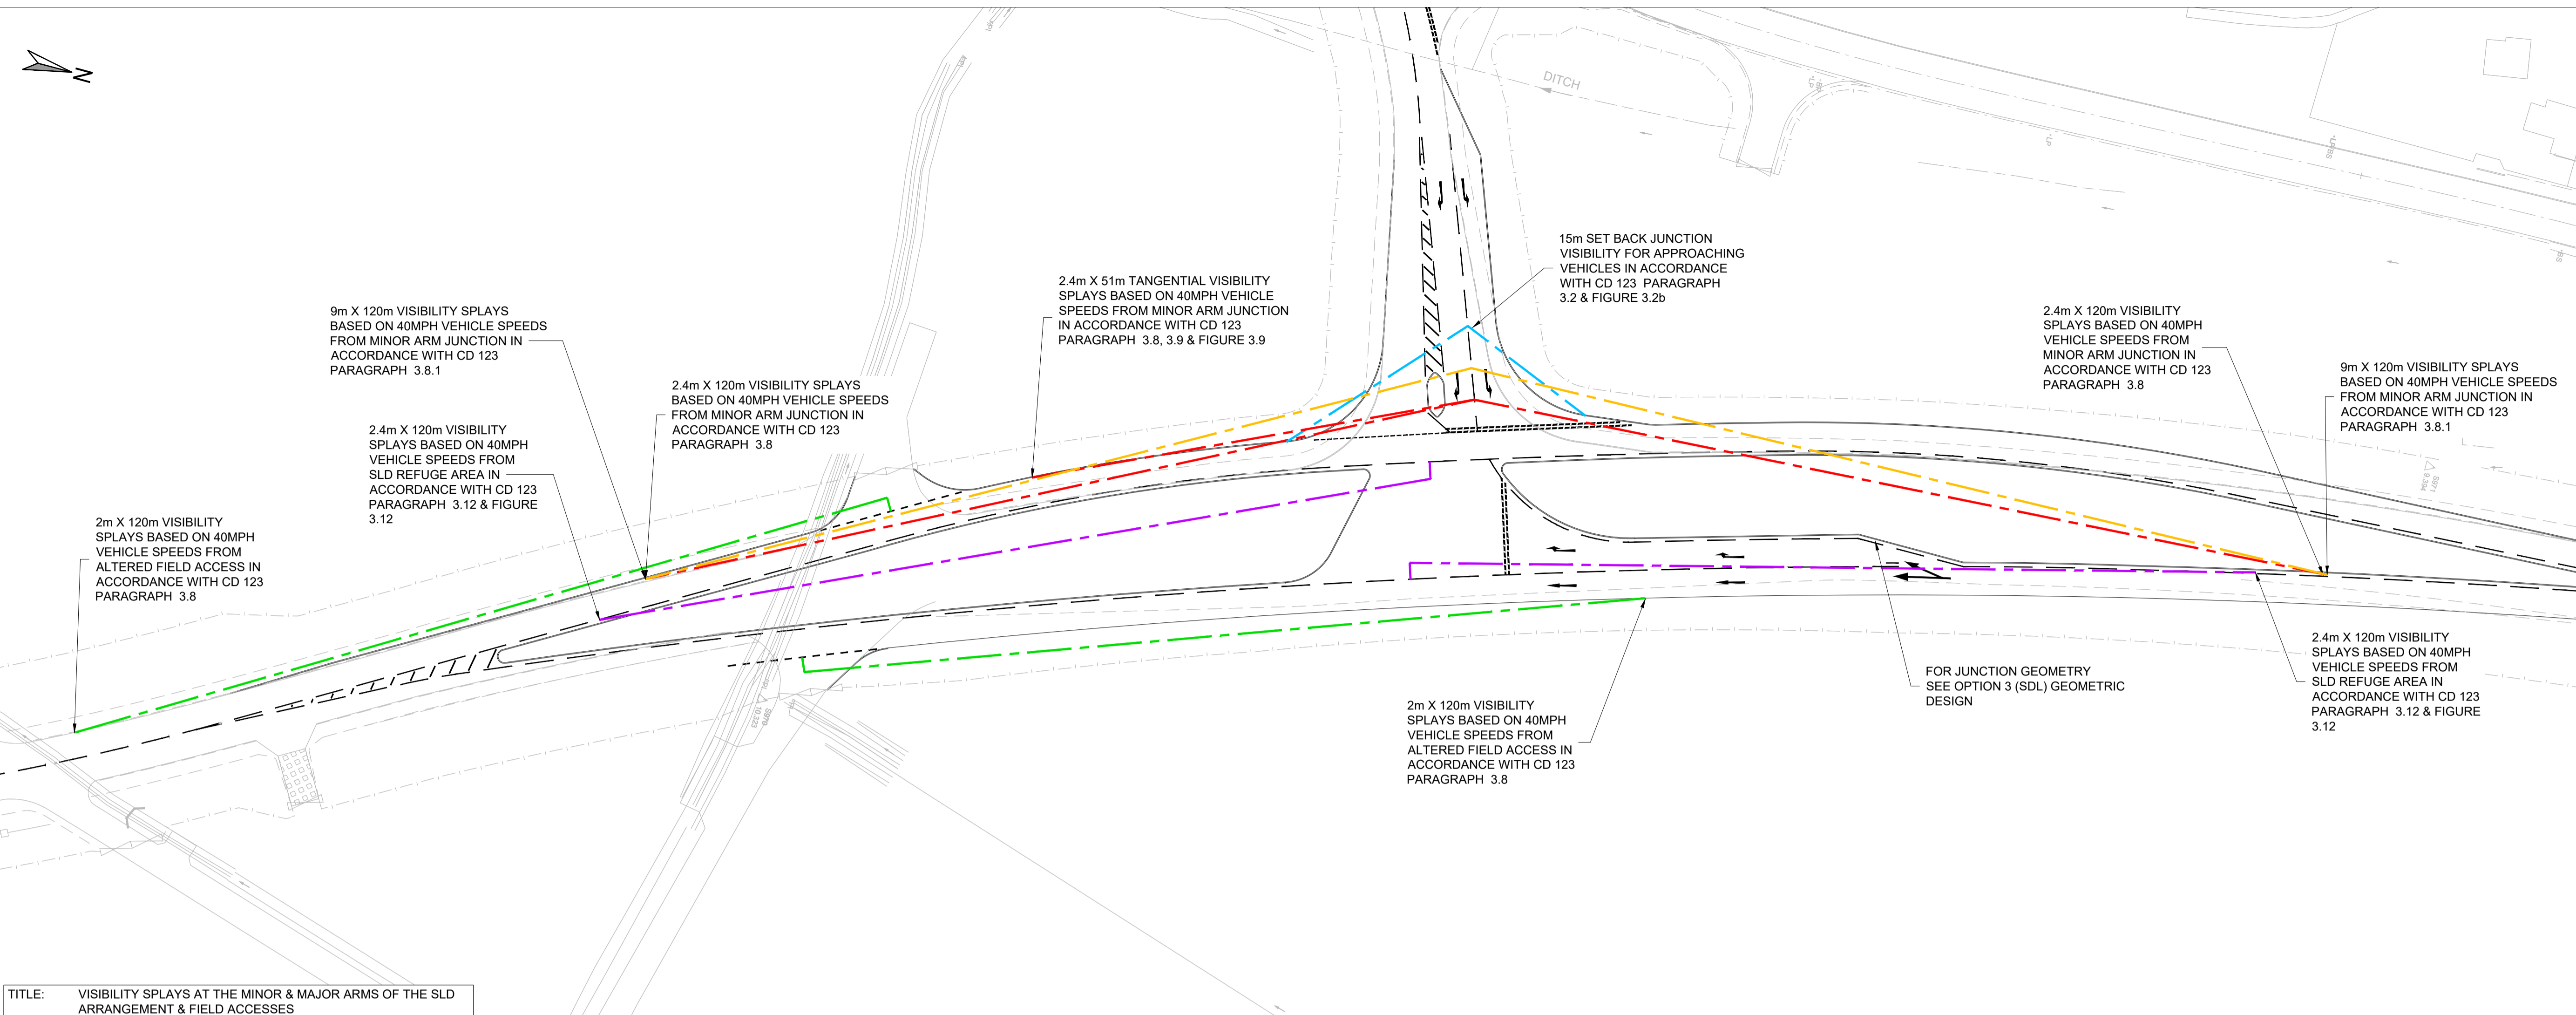 N
DITCH
15m SET BACK JUNCTION
VISIBILITY FOR APPROACHING
VEHICLES IN ACCORDANCE
WITH CD 123  PARAGRAPH
3.2 & FIGURE 3.2b
2.4m X 51m TANGENTIAL VISIBILITY
SPLAYS BASED ON 40MPH VEHICLE
SPEEDS FROM MINOR ARM JUNCTION
IN ACCORDANCE WITH CD 123
PARAGRAPH  3.8, 3.9 & FIGURE 3.9
9m X 120m VISIBILITY SPLAYS
BASED ON 40MPH VEHICLE SPEEDS
FROM MINOR ARM JUNCTION IN
ACCORDANCE WITH CD 123
PARAGRAPH  3.8.1
2.4m X 120m VISIBILITY
SPLAYS BASED ON 40MPH
VEHICLE SPEEDS FROM
MINOR ARM JUNCTION IN
ACCORDANCE WITH CD 123
PARAGRAPH  3.8
9m X 120m VISIBILITY SPLAYS
BASED ON 40MPH VEHICLE SPEEDS
FROM MINOR ARM JUNCTION IN
ACCORDANCE WITH CD 123
PARAGRAPH  3.8.1
2.4m X 120m VISIBILITY SPLAYS
BASED ON 40MPH VEHICLE SPEEDS
FROM MINOR ARM JUNCTION IN
ACCORDANCE WITH CD 123
PARAGRAPH  3.8
2.4m X 120m VISIBILITY
SPLAYS BASED ON 40MPH
VEHICLE SPEEDS FROM
SLD REFUGE AREA IN
ACCORDANCE WITH CD 123
PARAGRAPH  3.12 & FIGURE
3.12
2m X 120m VISIBILITY
SPLAYS BASED ON 40MPH
VEHICLE SPEEDS FROM
ALTERED FIELD ACCESS IN
ACCORDANCE WITH CD 123
PARAGRAPH  3.8
S971
9.394
2.4m X 120m VISIBILITY
SPLAYS BASED ON 40MPH
VEHICLE SPEEDS FROM
SLD REFUGE AREA IN
ACCORDANCE WITH CD 123
PARAGRAPH  3.12 & FIGURE
3.12
FOR JUNCTION GEOMETRY
SEE OPTION 3 (SDL) GEOMETRIC
DESIGN
2m X 120m VISIBILITY
SPLAYS BASED ON 40MPH
VEHICLE SPEEDS FROM
ALTERED FIELD ACCESS IN
ACCORDANCE WITH CD 123
PARAGRAPH  3.8
S970
10.325
TITLE: VISIBILITY SPLAYS AT THE MINOR & MAJOR ARMS OF THE SLD
ARRANGEMENT & FIELD ACCESSES